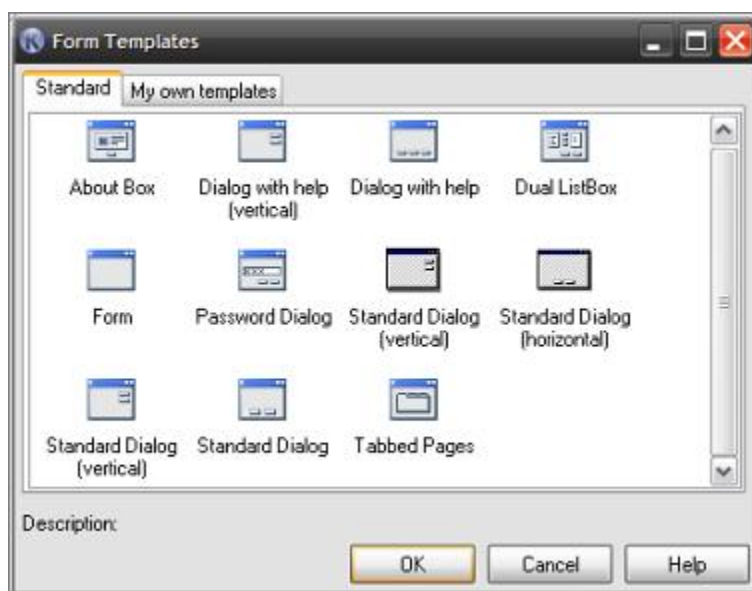 Form Templates
Standard
My own templates
About Box
Dialog with help
(vertical)
Dialog with help
Dual ListBox
Form
Password Dialog
Standard Dialog
(vertical)
Standard Dialog
(horizontal)
Standard Dialog
(vertical)
Standard Dialog
Tabbed Pages
Description:
OK
Cancel
Help